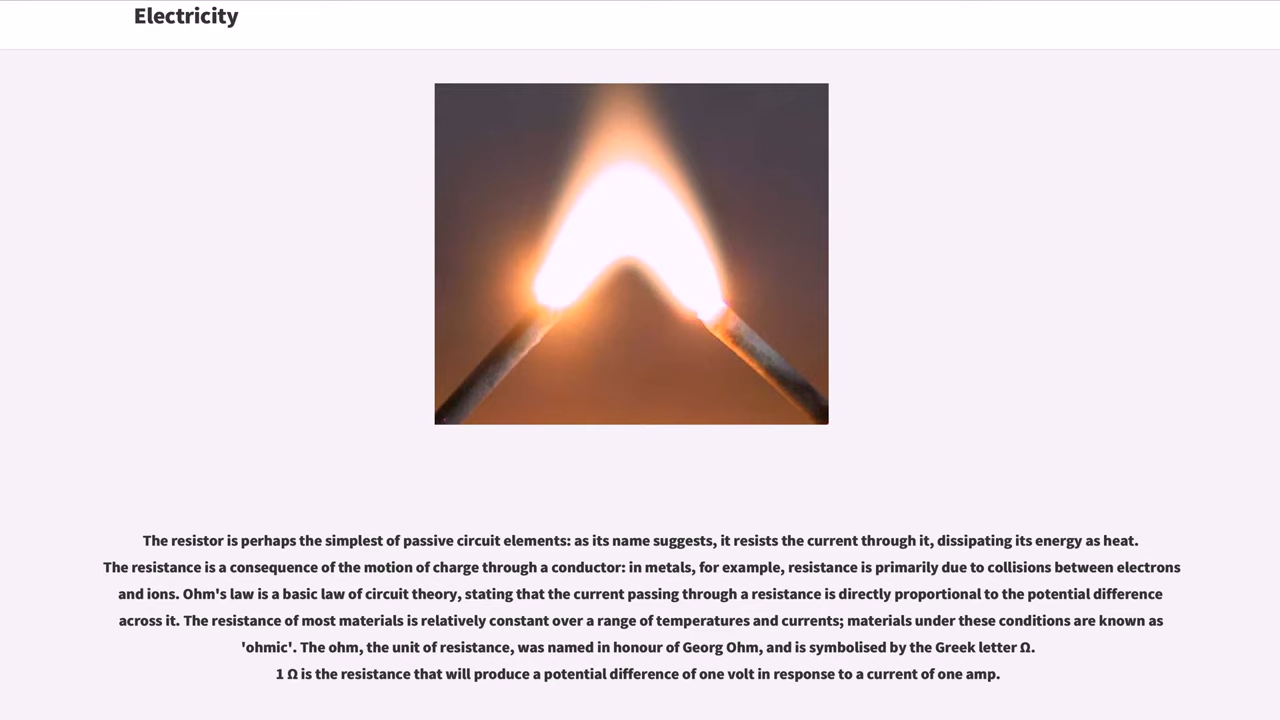 Electricity
The resistor is perhaps the simplest of passive circuit elements: as its name suggests, it resists the current through it, dissipating its energy as heat.
The resistance is a consequence of the motion of charge through a conductor: in metals, for example, resistance is primarily due to collisions between electrons
and ions. Ohm's law is a basic law of circuit theory, stating that the current passing through a resistance is directly proportional to the potential difference
across it. The resistance of most materials is relatively constant over a range of temperatures and currents; materials under these conditions are known as
'ohmic'. The ohm, the unit of resistance, was named in honour of Georg Ohm, and is symbolised by the Greek letter Ω.
1 Ω is the resistance that will produce a potential difference of one volt in response to a current of one amp.